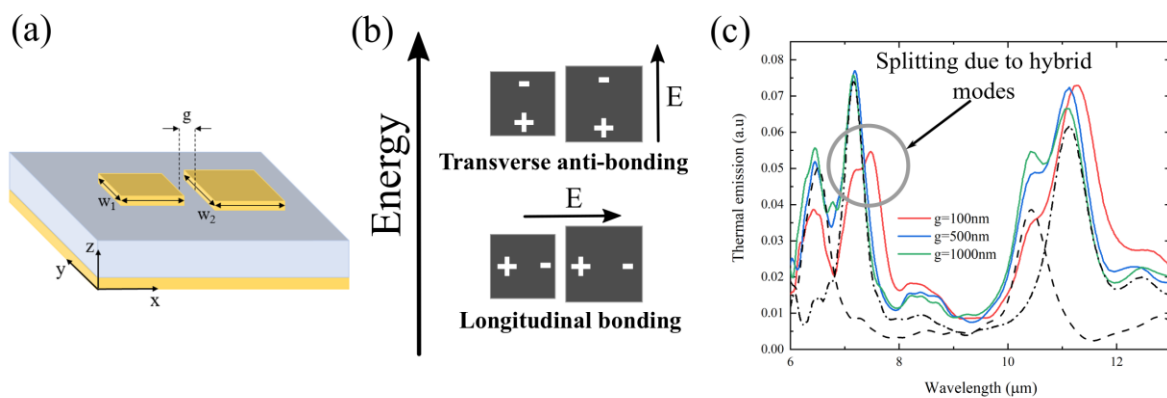 (a)
g
w1
w2
z
y
x
(b)
Energy
- -
E
+ +
Transverse anti-bonding
E
+ - + -
Longitudinal bonding
(c)
Thermal emission (a.u)
0.08
0.07
0.06
0.05
0.04
0.03
0.02
0.01
0.00
Splitting due to hybrid
modes
g=100nm
g=500nm
g=1000nm
6 8 10 12
Wavelength (μm)